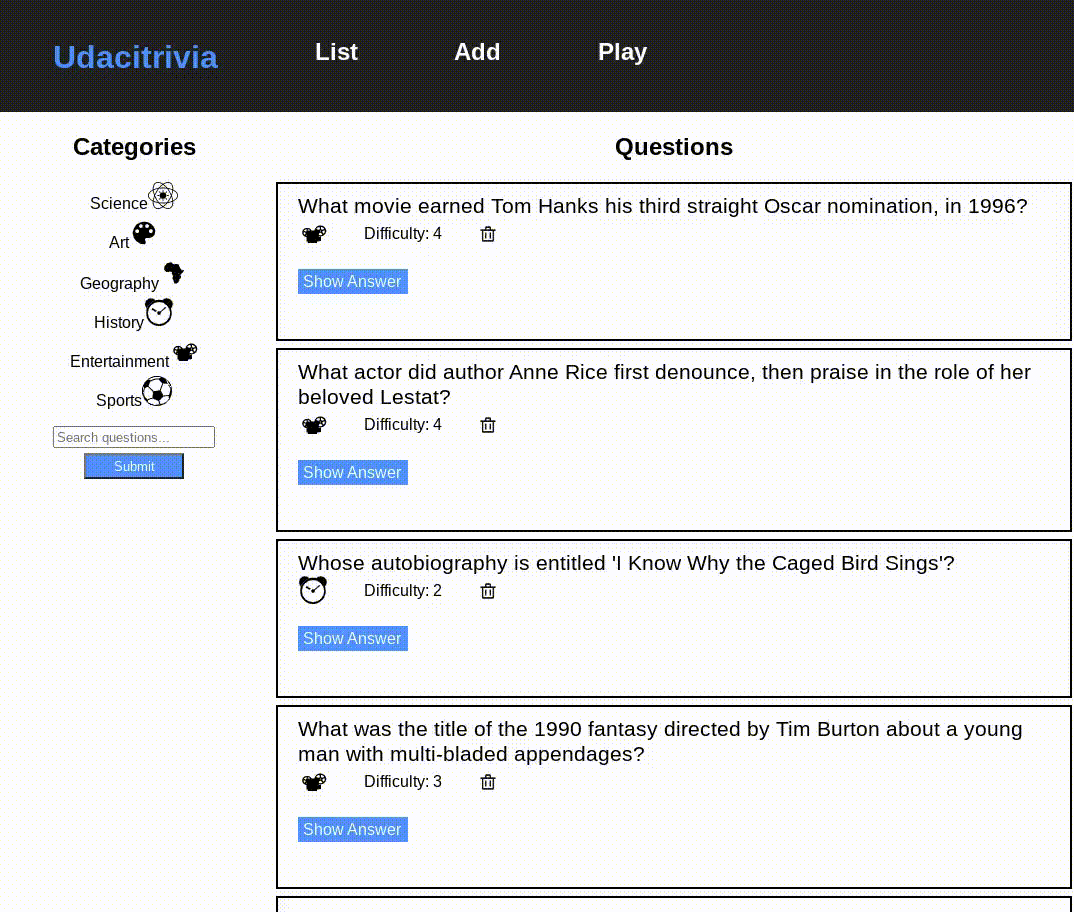 Udacitrivia
List
Add
Play
Categories
Science
Art
Geography
History
Entertainment
Sports
Search questions...
Submit
Questions
What movie earned Tom Hanks his third straight Oscar nomination, in 1996?
Difficulty: 4
Show Answer
What actor did author Anne Rice first denounce, then praise in the role of her
beloved Lestat?
Difficulty: 4
Show Answer
Whose autobiography is entitled 'I Know Why the Caged Bird Sings'?
Difficulty: 2
Show Answer
What was the title of the 1990 fantasy directed by Tim Burton about a young
man with multi-bladed appendages?
Difficulty: 3
Show Answer